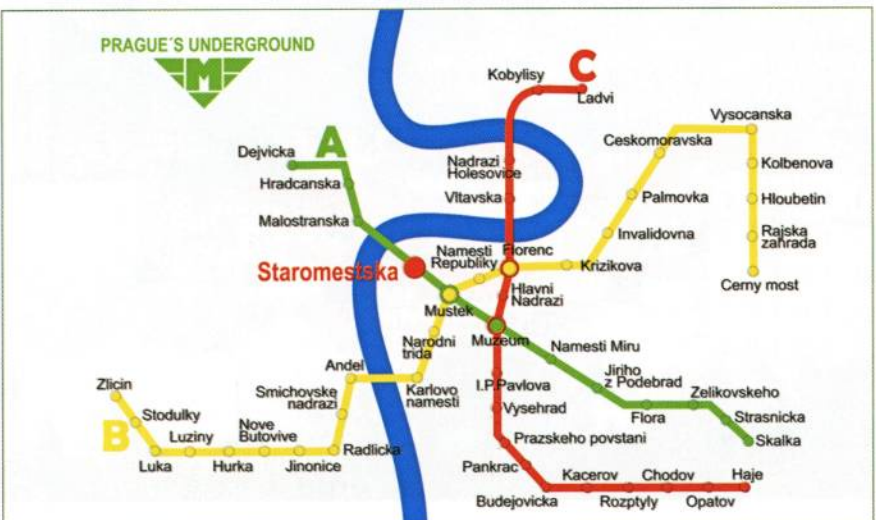 PRAGUE´S UNDERGROUND
M
A
B
C
Kobylisy
Ladvi
Vysocanska
Ceskomoravska
Dejvicka
Nadrazi
Holesovice
Kolbenova
Hradcanska
Vltavska
Palmovka
Hloubetin
Malostranska
Invalidovna
Rajska
zahrada
Namesti
Republiky
Florenc
Staromestska
Krizikova
Cerny most
Hlavni
Nadrazi
Mustek
Muzeum
Narodni
trida
Namesti Miru
Andel
Jiriho
z Podebrad
Zlicin
Smichovske
nadrazi
Karlovo
namesti
I.P.Pavlova
Zelikovskeho
Stodulky
Vysehrad
Flora
Strasnicka
Nove
Butovive
Luziny
Radlicka
Prazskeho povstani
Skalka
Luka
Hurka
Jinonice
Pankrac
Kacerov
Chodov
Haje
Budejovicka
Rozptyly
Opatov